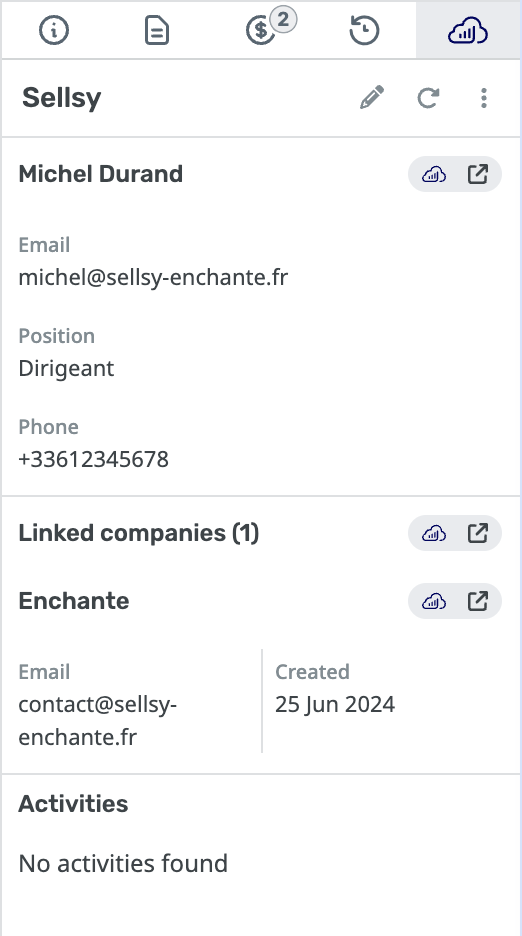 2
Sellsy
Michel Durand
Email
michel@sellsy-enchante.fr
Position
Dirigeant
Phone
+33612345678
Linked companies (1)
Enchante
Email
contact@sellsy-
enchante.fr
Created
25 Jun 2024
Activities
No activities found